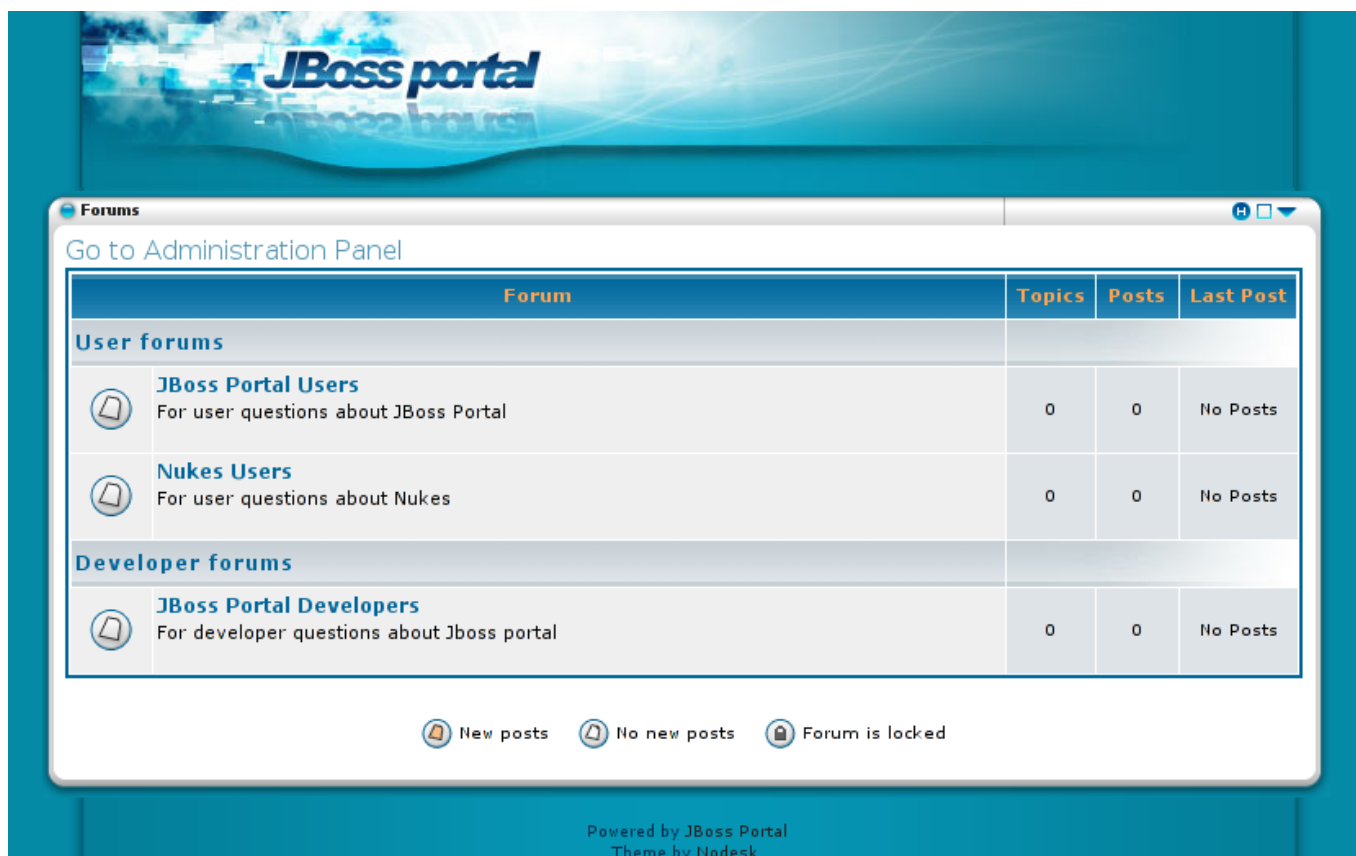 JBoss portal
Forums
H
Go to Administration Panel
Forum Topics Posts Last Post
User forums
JBoss Portal Users
For user questions about JBoss Portal
0 0 No Posts
Nukes Users
For user questions about Nukes
0 0 No Posts
Developer forums
JBoss Portal Developers
For developer questions about Jboss portal
0 0 No Posts
New posts No new posts Forum is locked
Powered by JBoss Portal
Theme by Nodesk